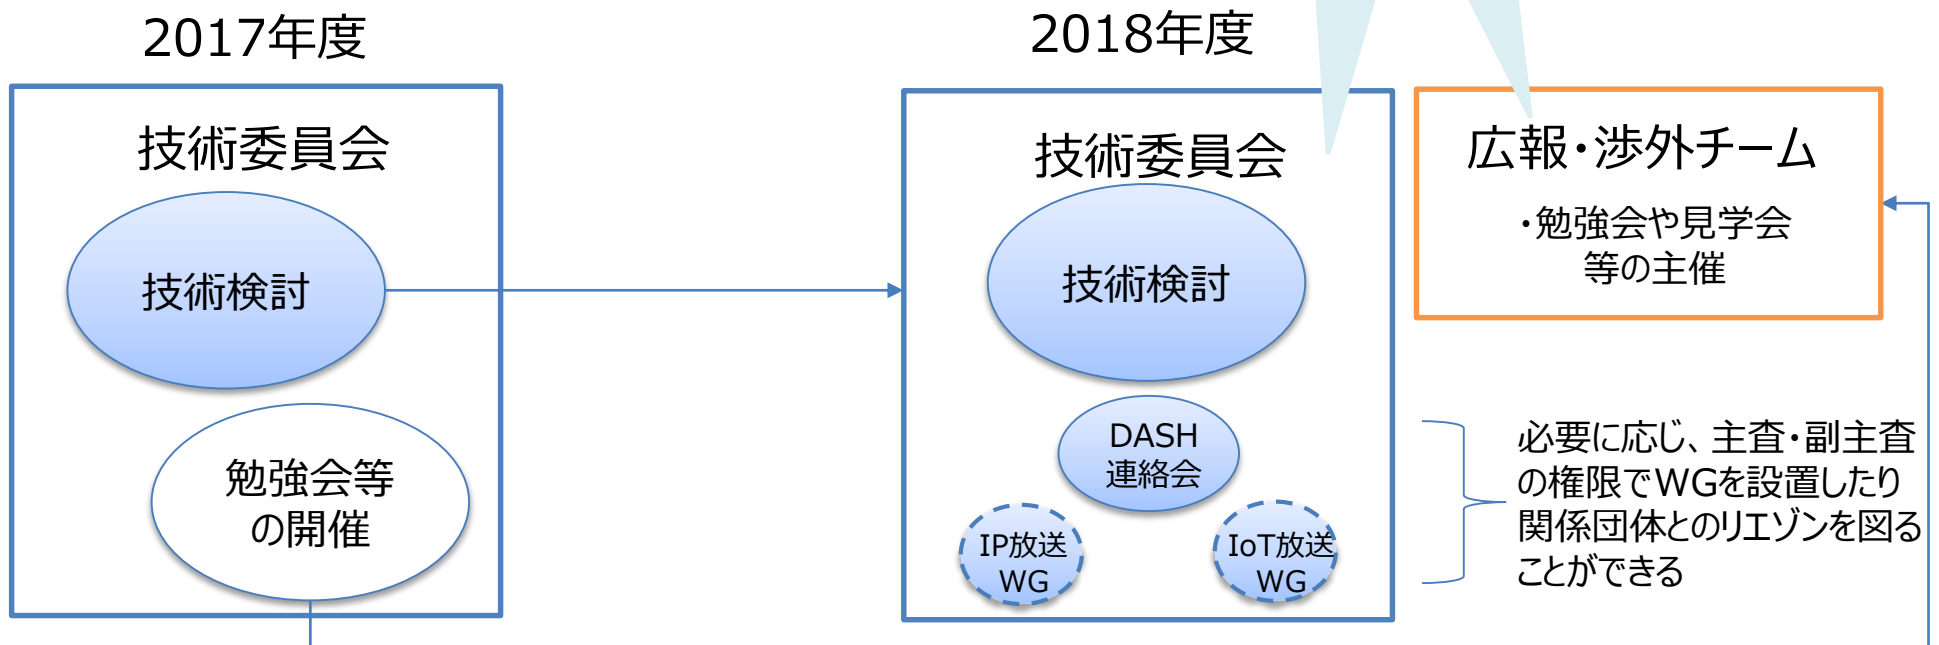 2017年度
技術委員会
技術検討
勉強会等
の開催
2018年度
技術委員会
技術検討
DASH
連絡会
IP放送
WG
IoT放送
WG
広報・渉外チーム
・勉強会や見学会
等の主催
必要に応じ、主査・副主査
の権限でWGを設置したり
関係団体とのリエゾンを図る
ことができる